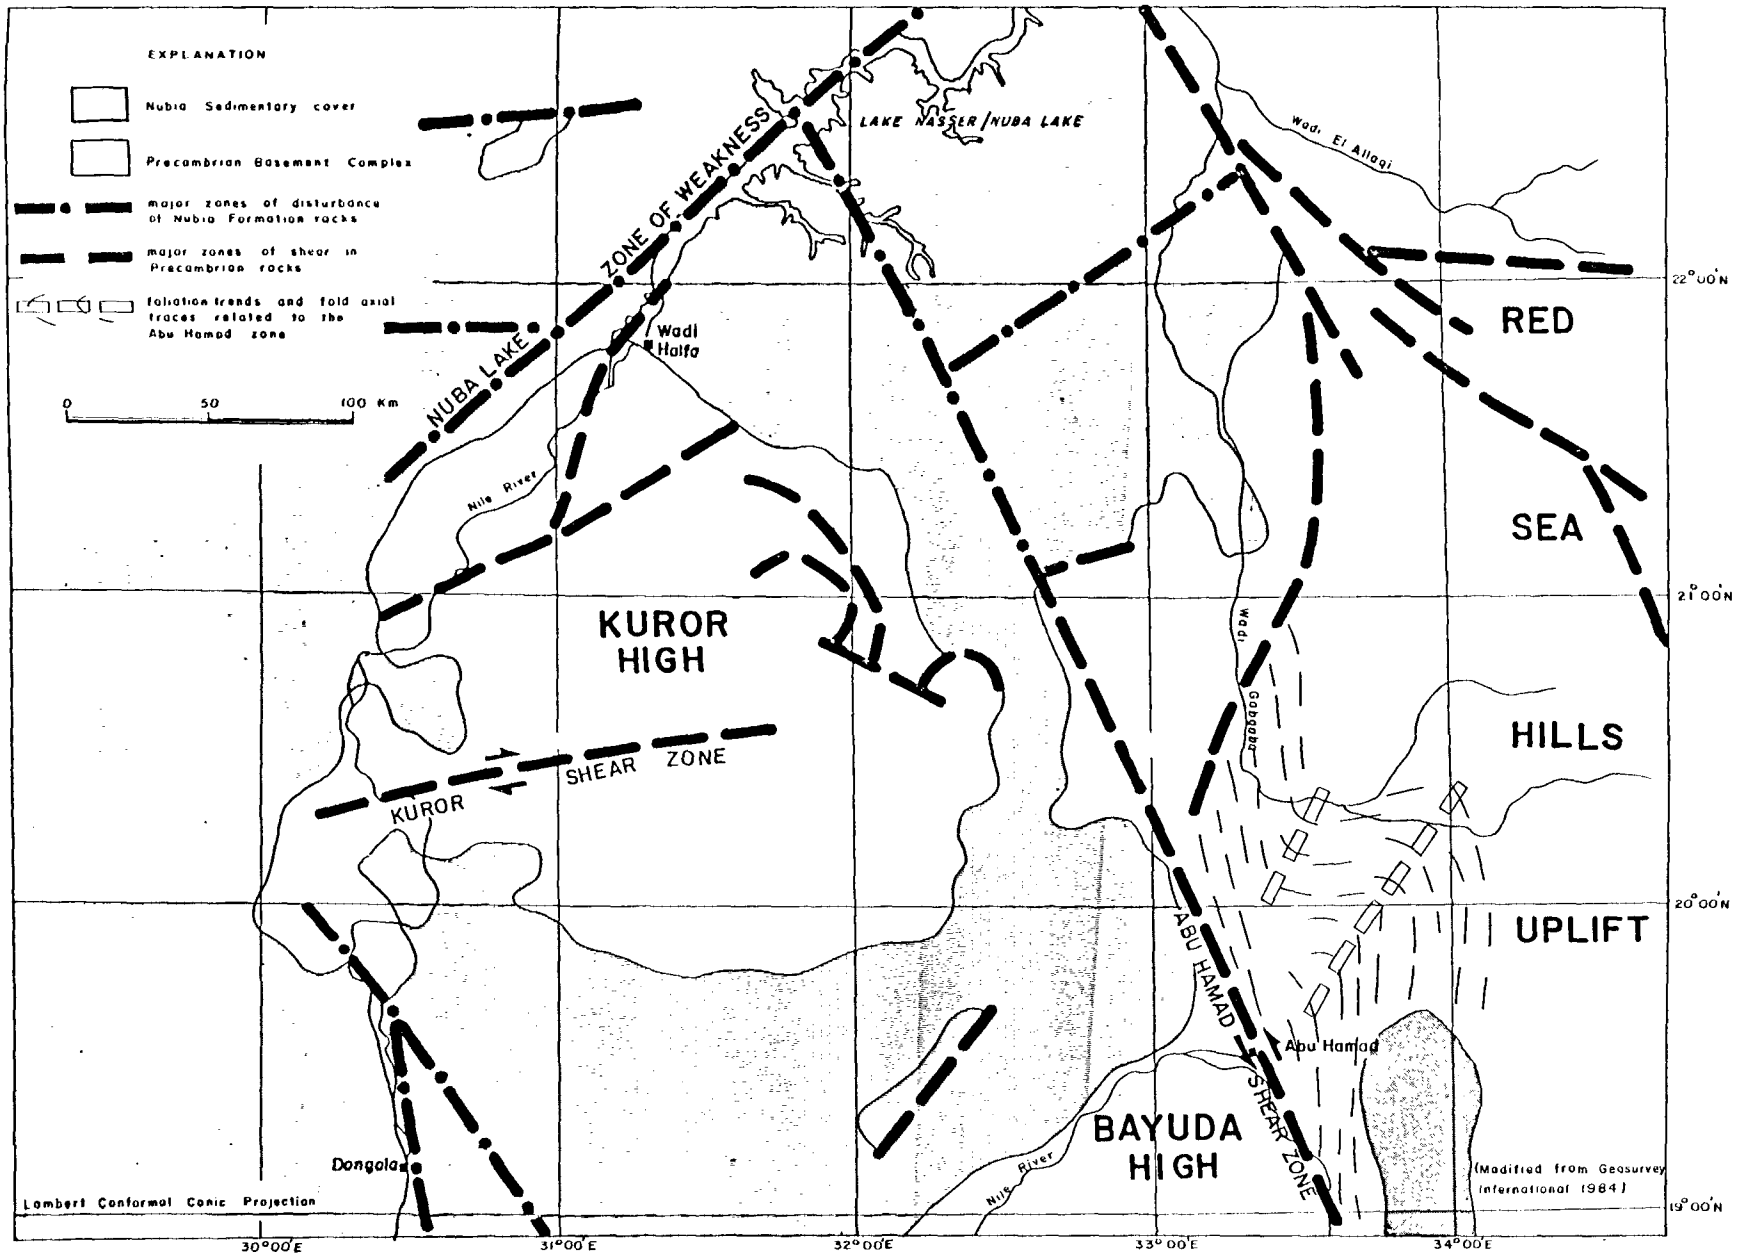 EXPLANATION
Nubia Sedimentary cover
Precambrian Basement Complex
major zones of disturbance
of Nubia Formation rocks
major zones of shear in
Precambrian rocks
foliation trends and fold axial
traces related to the
Abu Hamad zone
0 50 100 Km
NUBA LAKE ZONE OF WEAKNESS
LAKE NASSER/NUBA LAKE
Wadi El Allaqi
22°00'N
Wadi
Halfa
RED
Nile River
SEA
21°00'N
KUROR
HIGH
Wadi Gabgaba
HILLS
KUROR SHEAR ZONE
20°00'N
UPLIFT
ABU HAMAD SHEAR ZONE
Abu Hamad
BAYUDA
HIGH
Nile River
Dongola
(Modified from Geosurvey
International 1984)
Lambert Conformal Conic Projection
19°00'N
30°00'E 31°00'E 32°00'E 33°00'E 34°00'E